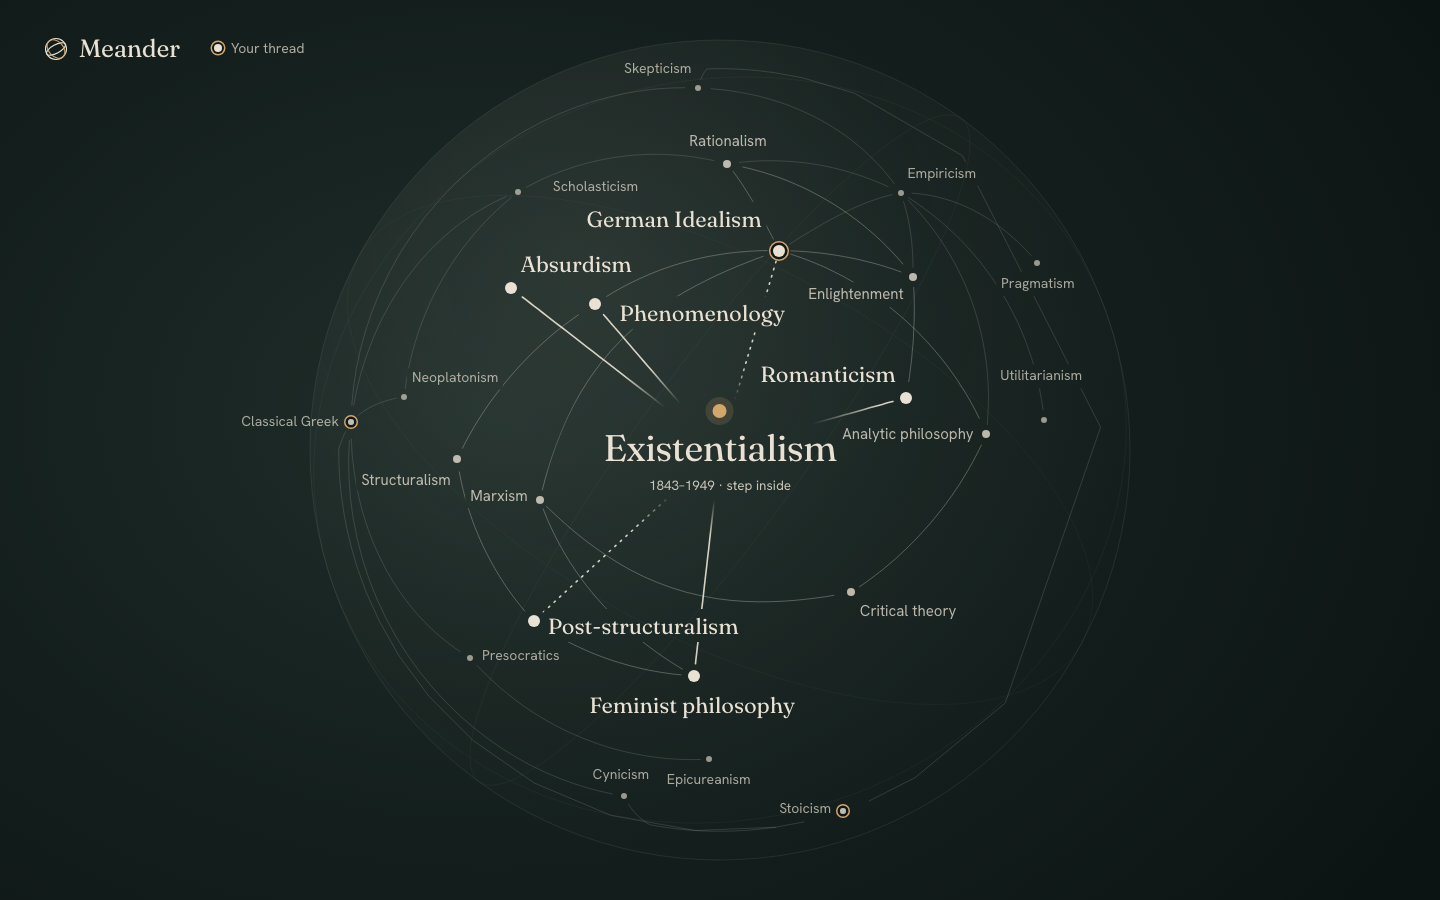 Meander
Your thread
Skepticism
Rationalism
Empiricism
Scholasticism
German Idealism
Absurdism
Pragmatism
Enlightenment
Phenomenology
Romanticism
Utilitarianism
Neoplatonism
Classical Greek
Analytic philosophy
Existentialism
1843–1949 · step inside
Structuralism
Marxism
Critical theory
Post-structuralism
Presocratics
Feminist philosophy
Cynicism
Epicureanism
Stoicism